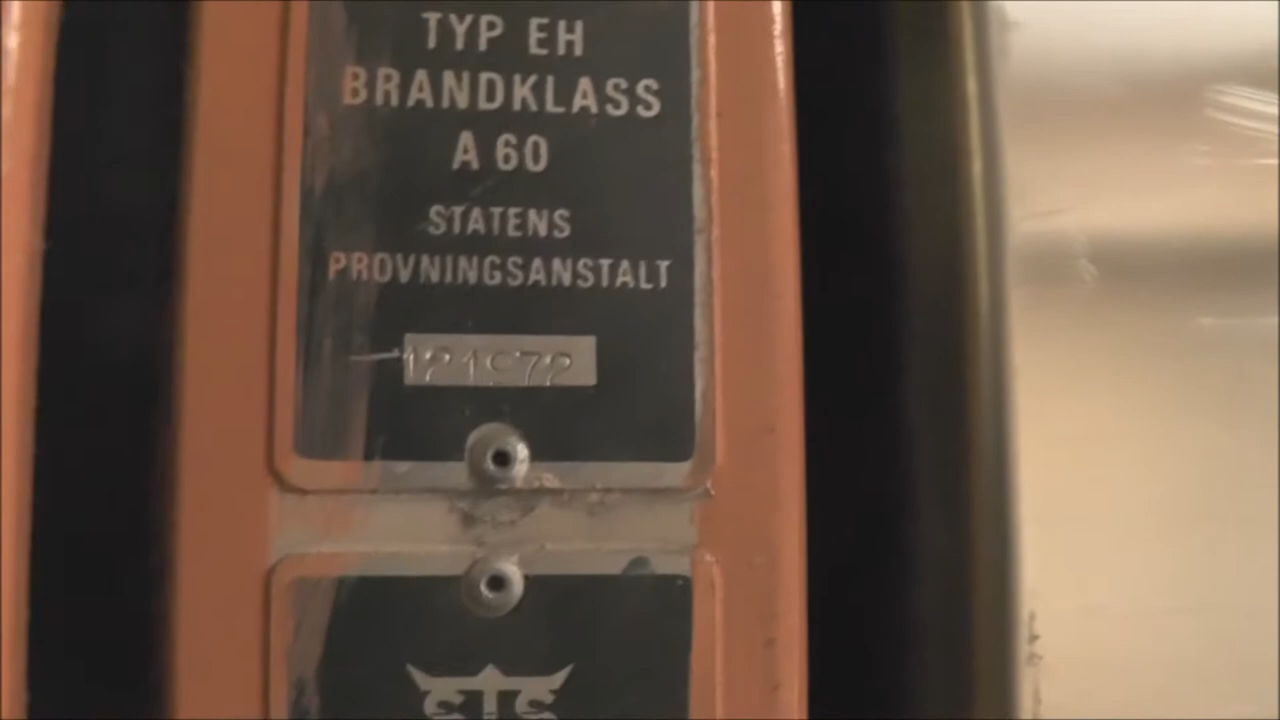 TYP EH
BRANDKLASS
A 60
STATENS
PROVNINGSANSTALT
121972